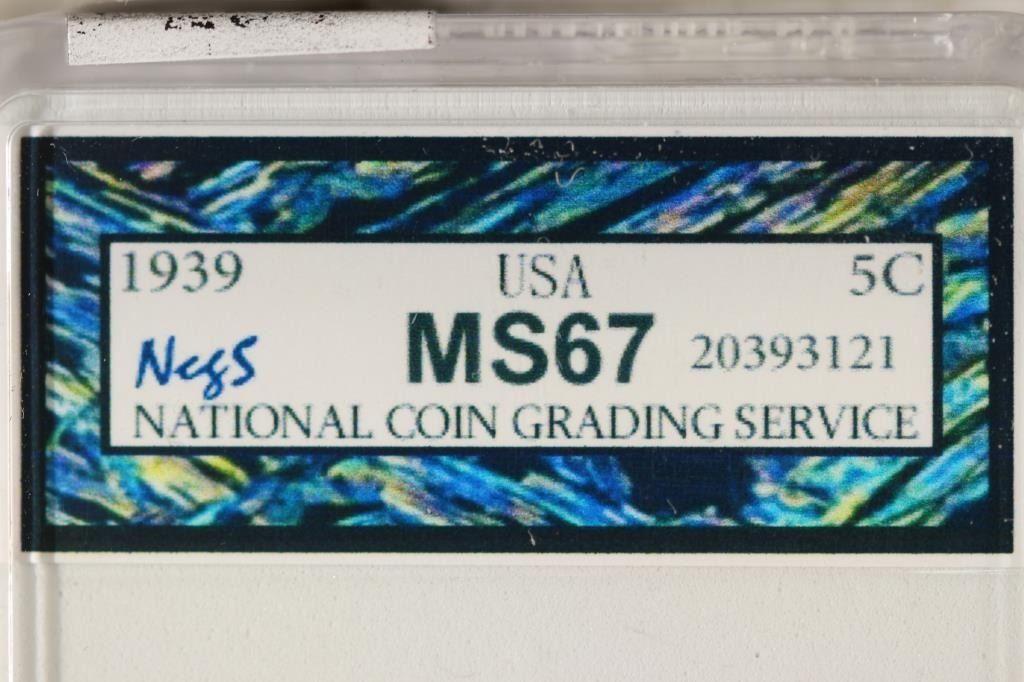 1939 USA 5C
NcgS MS67 20393121
NATIONAL COIN GRADING SERVICE